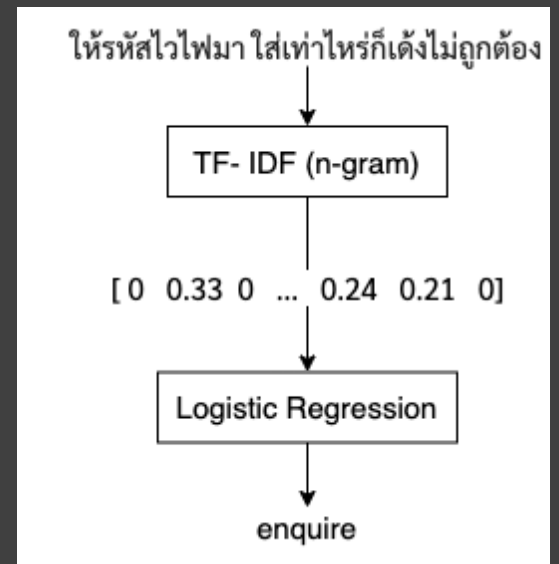 ให้รหัสไวไฟมา ใส่เท่าไหร่ก็เด้งไม่ถูกต้อง
TF- IDF (n-gram)
[ 0 0.33 0 ... 0.24 0.21 0]
Logistic Regression
enquire